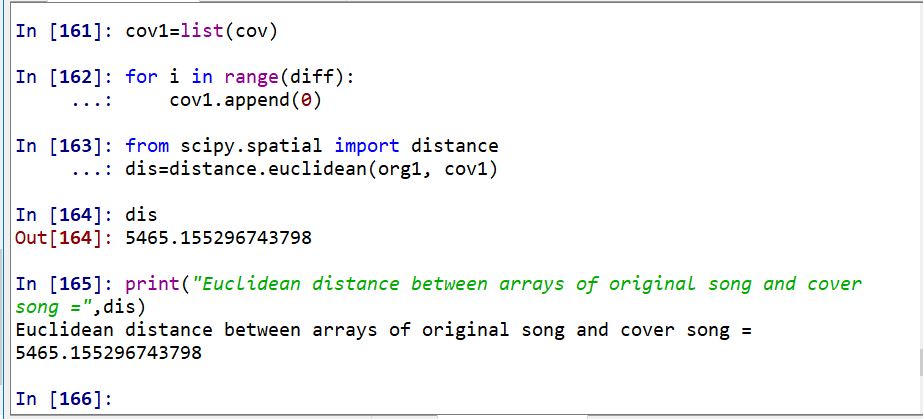 In [161]: cov1=list(cov)
In [162]: for i in range(diff):
...: cov1.append(0)
In [163]: from scipy.spatial import distance
...: dis=distance.euclidean(org1, cov1)
In [164]: dis
Out[164]: 5465.155296743798
In [165]: print("Euclidean distance between arrays of original song and cover
song =",dis)
Euclidean distance between arrays of original song and cover song =
5465.155296743798
In [166]: